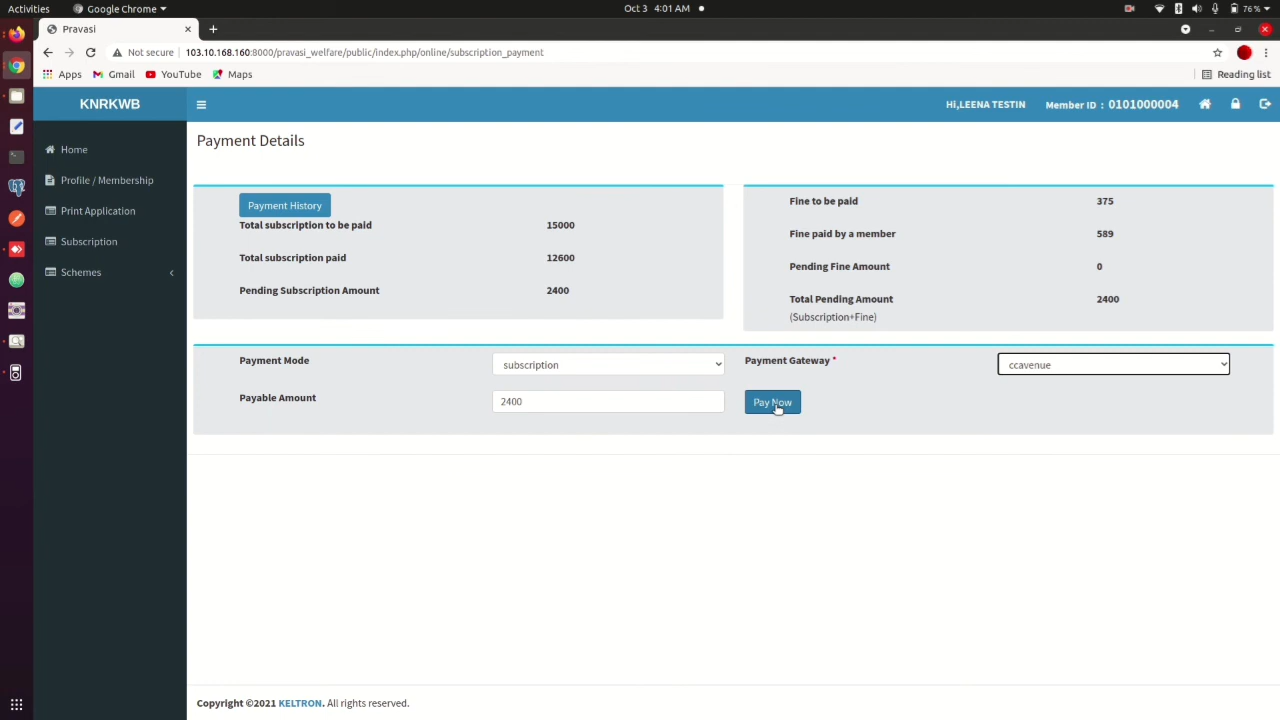 Activities
Google Chrome
Oct 3 4:01 AM
76%
Pravasi
Not secure
103.10.168.160:8000/pravasi_welfare/public/index.php/online/subscription_payment
Apps
Gmail
YouTube
Maps
Reading list
KNRKWB
Hi,LEENA TESTIN
Member ID : 0101000004
Home
Profile / Membership
Print Application
Subscription
Schemes
Payment Details
Payment History
Total subscription to be paid 15000
Total subscription paid 12600
Pending Subscription Amount 2400
Fine to be paid 375
Fine paid by a member 589
Pending Fine Amount 0
Total Pending Amount 2400
(Subscription+Fine)
Payment Mode subscription
Payment Gateway * ccavenue
Payable Amount 2400
Pay Now
Copyright ©2021 KELTRON. All rights reserved.